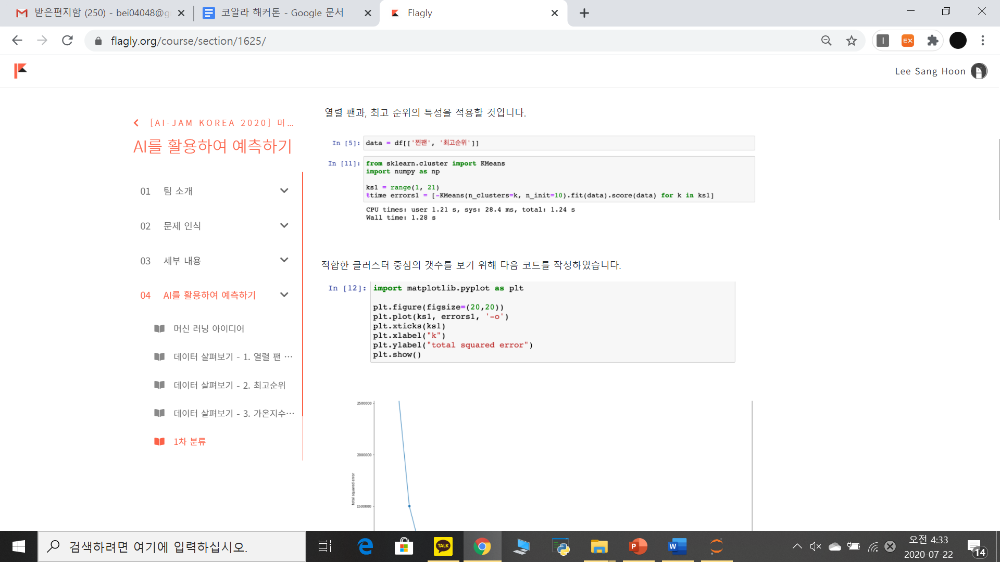 받은편지함 (250) - bei04048@g
코알라 해커톤 - Google 문서
Flagly
flagly.org/course/section/1625/
EX
Lee Sang Hoon
[AI-JAM KOREA 2020] 머...
AI를 활용하여 예측하기
01 팀 소개
02 문제 인식
03 세부 내용
04 AI를 활용하여 예측하기
머신 러닝 아이디어
데이터 살펴보기 - 1. 열렬 팬 ...
데이터 살펴보기 - 2. 최고순위
데이터 살펴보기 - 3. 가온지수...
1차 분류
열렬 팬과, 최고 순위의 특성을 적용할 것입니다.
In [5]: data = df[['찐팬', '최고순위']]
In [11]: from sklearn.cluster import KMeans
import numpy as np
ks1 = range(1, 21)
%time errors1 = [-KMeans(n_clusters=k, n_init=10).fit(data).score(data) for k in ks1]
CPU times: user 1.21 s, sys: 28.4 ms, total: 1.24 s
Wall time: 1.28 s
적합한 클러스터 중심의 갯수를 보기 위해 다음 코드를 작성하였습니다.
In [12]: import matplotlib.pyplot as plt
plt.figure(figsize=(20,20))
plt.plot(ks1, errors1, '-o')
plt.xticks(ks1)
plt.xlabel("k")
plt.ylabel("total squared error")
plt.show()
2500000
2000000
1500000
total squared error
검색하려면 여기에 입력하십시오.
TALK
오전 4:33
2020-07-22
14